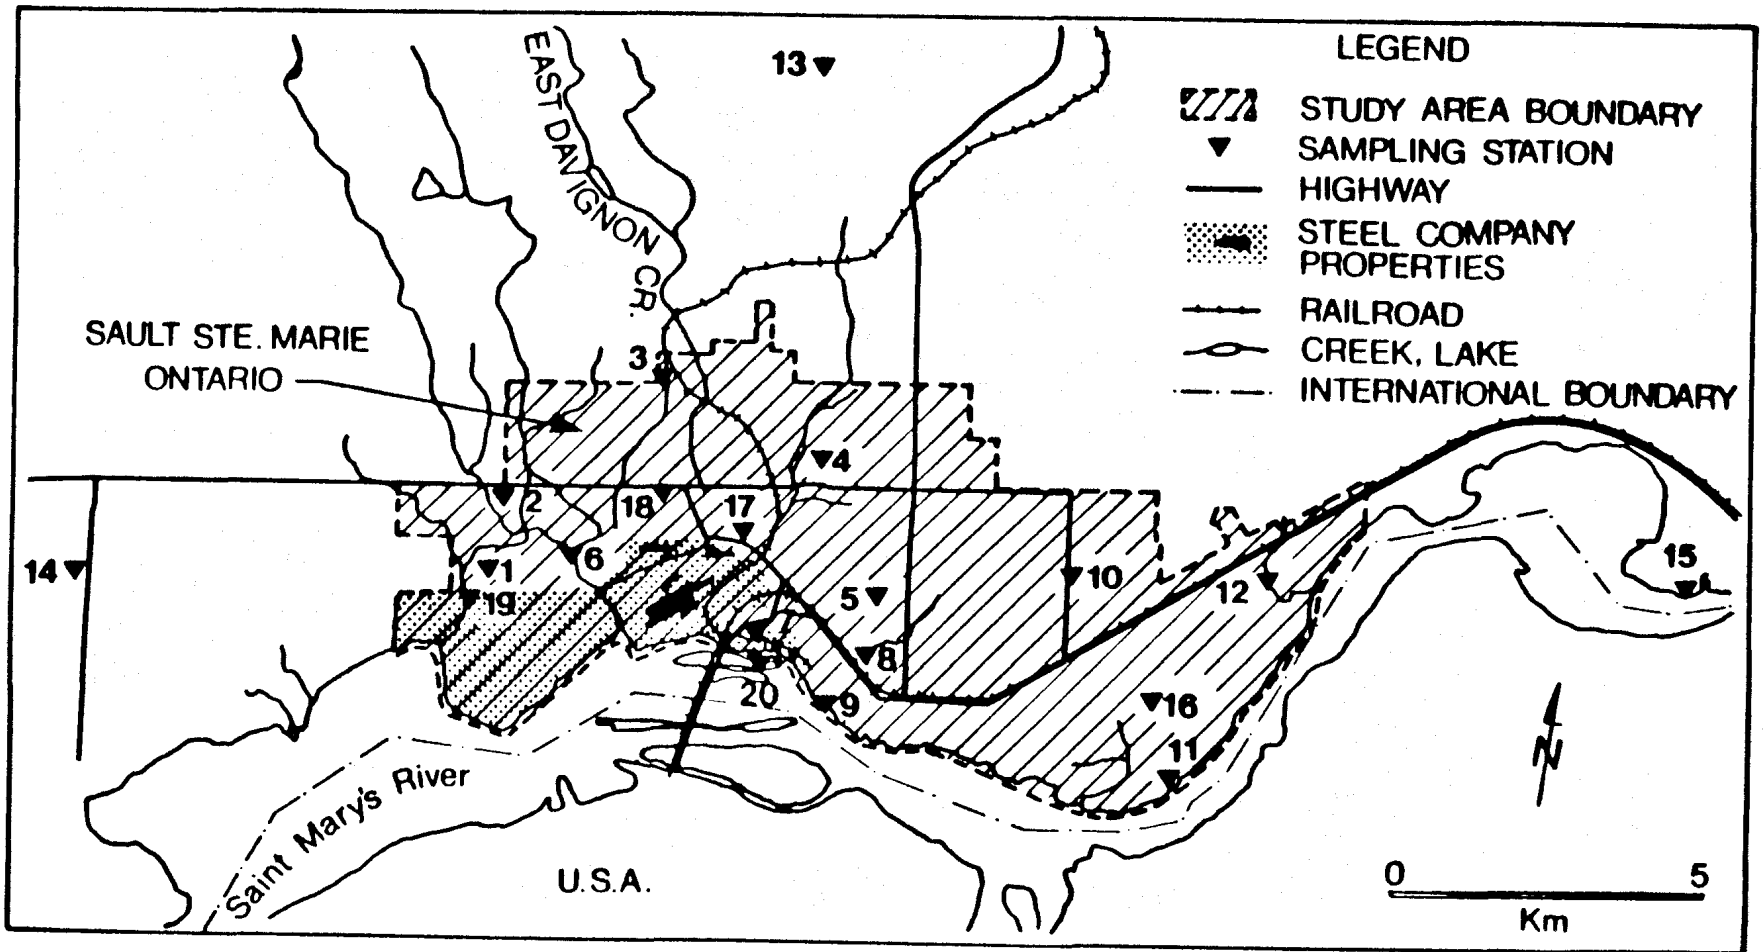 LEGEND
STUDY AREA BOUNDARY
SAMPLING STATION
HIGHWAY
STEEL COMPANY
PROPERTIES
RAILROAD
CREEK, LAKE
INTERNATIONAL BOUNDARY
EAST DAVIGNON CR.
13
SAULT STE. MARIE
ONTARIO
3
4
2
18
17
14
1
6
19
5
10
12
15
7
8
20
9
16
11
Saint Mary's River
U.S.A.
N
0 5
Km